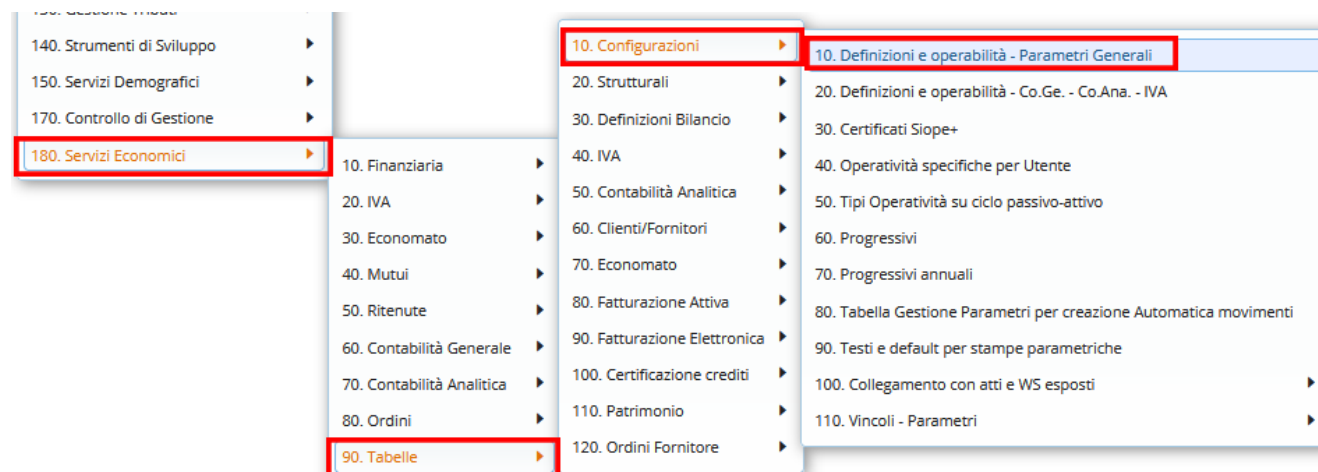 140. Strumenti di Sviluppo
150. Servizi Demografici
170. Controllo di Gestione
180. Servizi Economici
10. Finanziaria
20. IVA
30. Economato
40. Mutui
50. Ritenute
60. Contabilità Generale
70. Contabilità Analitica
80. Ordini
90. Tabelle
10. Configurazioni
20. Strutturali
30. Definizioni Bilancio
40. IVA
50. Contabilità Analitica
60. Clienti/Fornitori
70. Economato
80. Fatturazione Attiva
90. Fatturazione Elettronica
100. Certificazione crediti
110. Patrimonio
120. Ordini Fornitore
10. Definizioni e operabilità - Parametri Generali
20. Definizioni e operabilità - Co.Ge. - Co.Ana. - IVA
30. Certificati Siope+
40. Operatività specifiche per Utente
50. Tipi Operatività su ciclo passivo-attivo
60. Progressivi
70. Progressivi annuali
80. Tabella Gestione Parametri per creazione Automatica movimenti
90. Testi e default per stampe parametriche
100. Collegamento con atti e WS esposti
110. Vincoli - Parametri